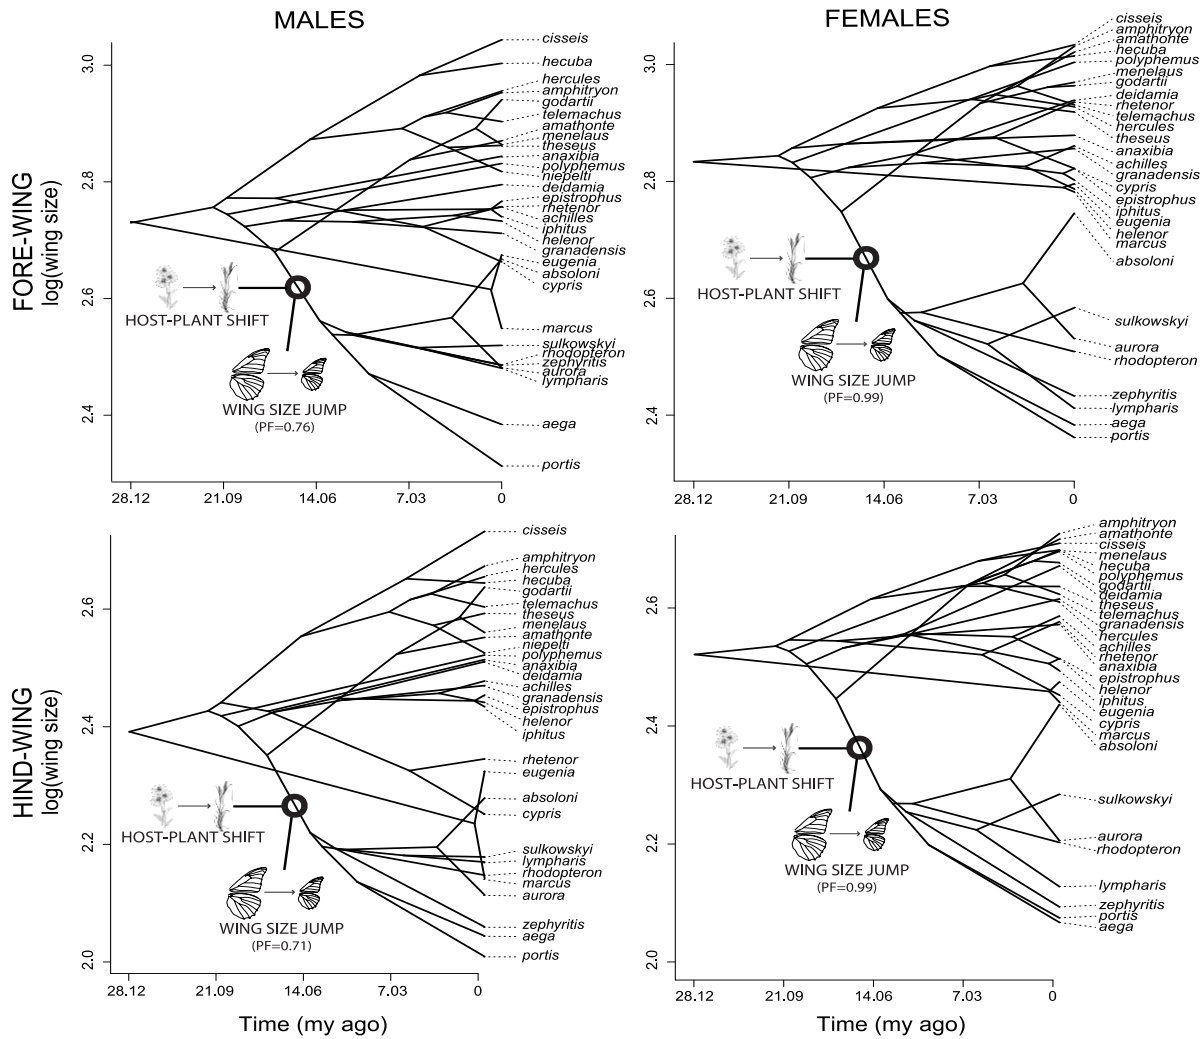 MALES
FORE-WING
log(wing size)
3.0
2.8
2.6
2.4
cisseis
hecuba
hercules
amphitryon
godartii
telemachus
amathonte
menelaus
theseus
anaxibia
polyphemus
niepelti
deidamia
epistrophus
rhetenor
achilles
iphitus
helenor
granadensis
eugenia
absoloni
cypris
marcus
sulkowskyi
rhodopteron
zephyritis
aurora
lympharis
aega
portis
HOST-PLANT SHIFT
WING SIZE JUMP
(PF=0.76)
28.12
21.09
14.06
7.03
0
FEMALES
3.0
2.8
2.6
2.4
cisseis
amphitryon
amathonte
hecuba
polyphemus
menelaus
godartii
deidamia
rhetenor
telemachus
hercules
theseus
anaxibia
achilles
granadensis
cypris
epistrophus
iphitus
eugenia
helenor
marcus
absoloni
sulkowskyi
aurora
rhodopteron
zephyritis
lympharis
aega
portis
HOST-PLANT SHIFT
WING SIZE JUMP
(PF=0.99)
28.12
21.09
14.06
7.03
0
HIND-WING
log(wing size)
2.6
2.4
2.2
2.0
cisseis
amphitryon
hercules
hecuba
godartii
telemachus
theseus
menelaus
amathonte
niepelti
polyphemus
anaxibia
deidamia
achilles
granadensis
epistrophus
helenor
iphitus
rhetenor
eugenia
absoloni
cypris
sulkowskyi
lympharis
rhodopteron
marcus
aurora
zephyritis
aega
portis
HOST-PLANT SHIFT
WING SIZE JUMP
(PF=0.71)
28.12
21.09
14.06
7.03
0
Time (my ago)
2.6
2.4
2.2
2.0
amphitryon
amathonte
cisseis
menelaus
hecuba
polyphemus
godartii
deidamia
theseus
telemachus
granadensis
hercules
achilles
rhetenor
anaxibia
epistrophus
helenor
iphitus
eugenia
cypris
marcus
absoloni
sulkowskyi
aurora
rhodopteron
lympharis
zephyritis
portis
aega
HOST-PLANT SHIFT
WING SIZE JUMP
(PF=0.99)
28.12
21.09
14.06
7.03
0
Time (my ago)